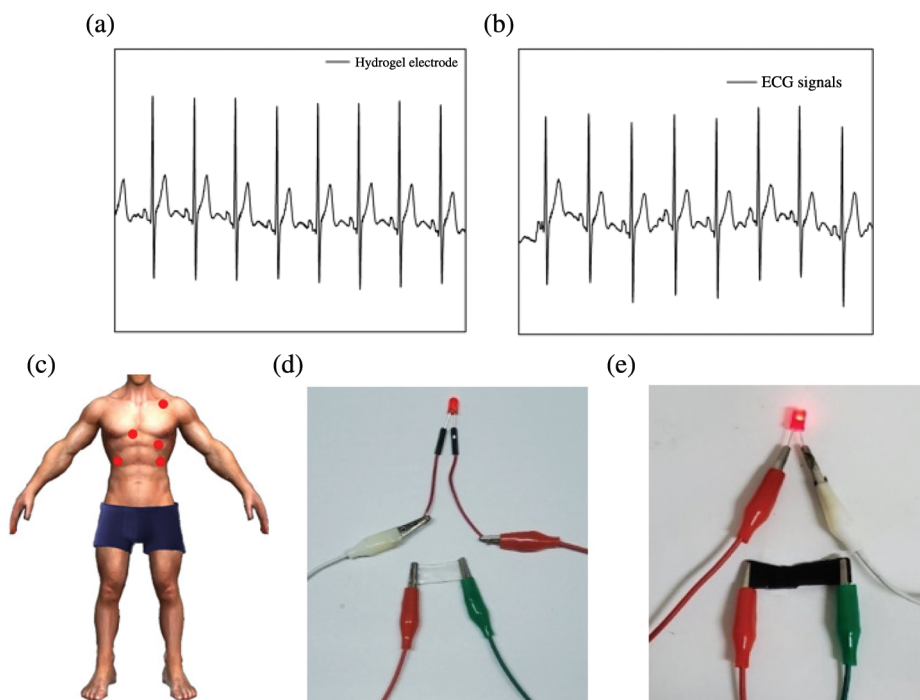 (a)
(b)
Hydrogel electrode
ECG signals
(c)
(d)
(e)